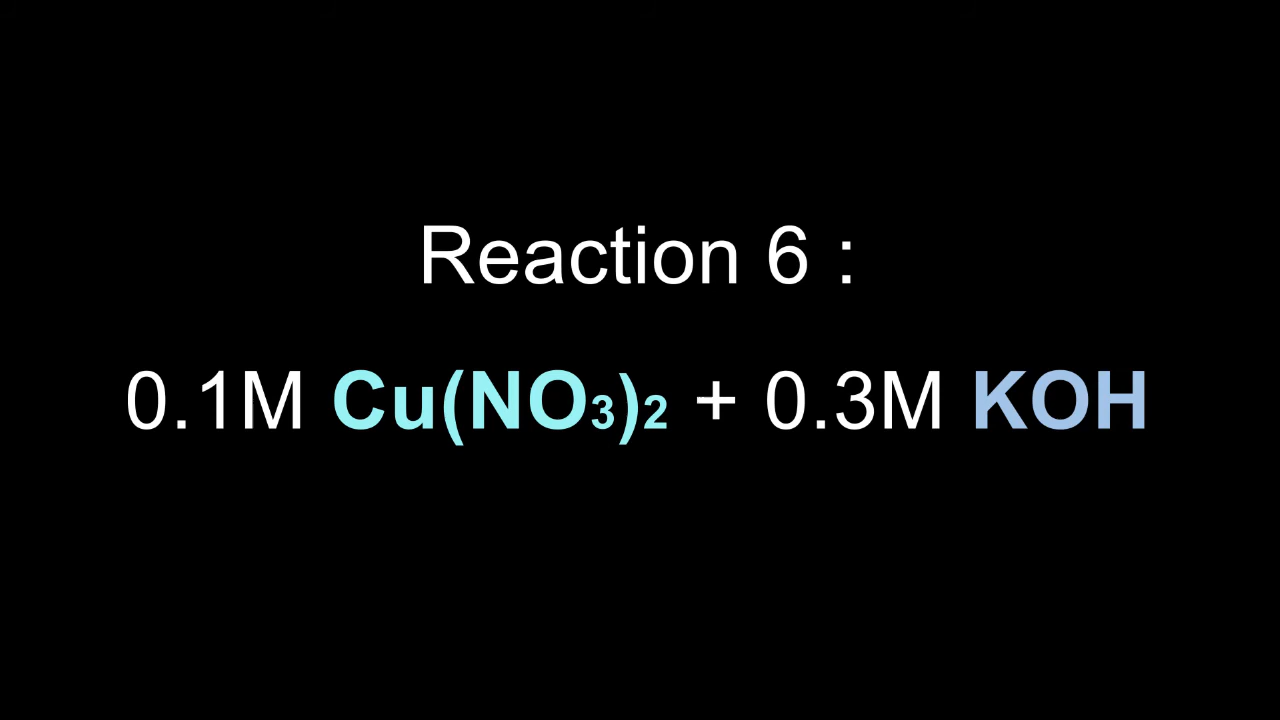 Reaction 6 :
0.1M Cu(NO₃)₂ + 0.3M KOH